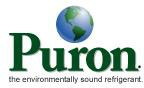 Puron.
the environmentally sound refrigerant.